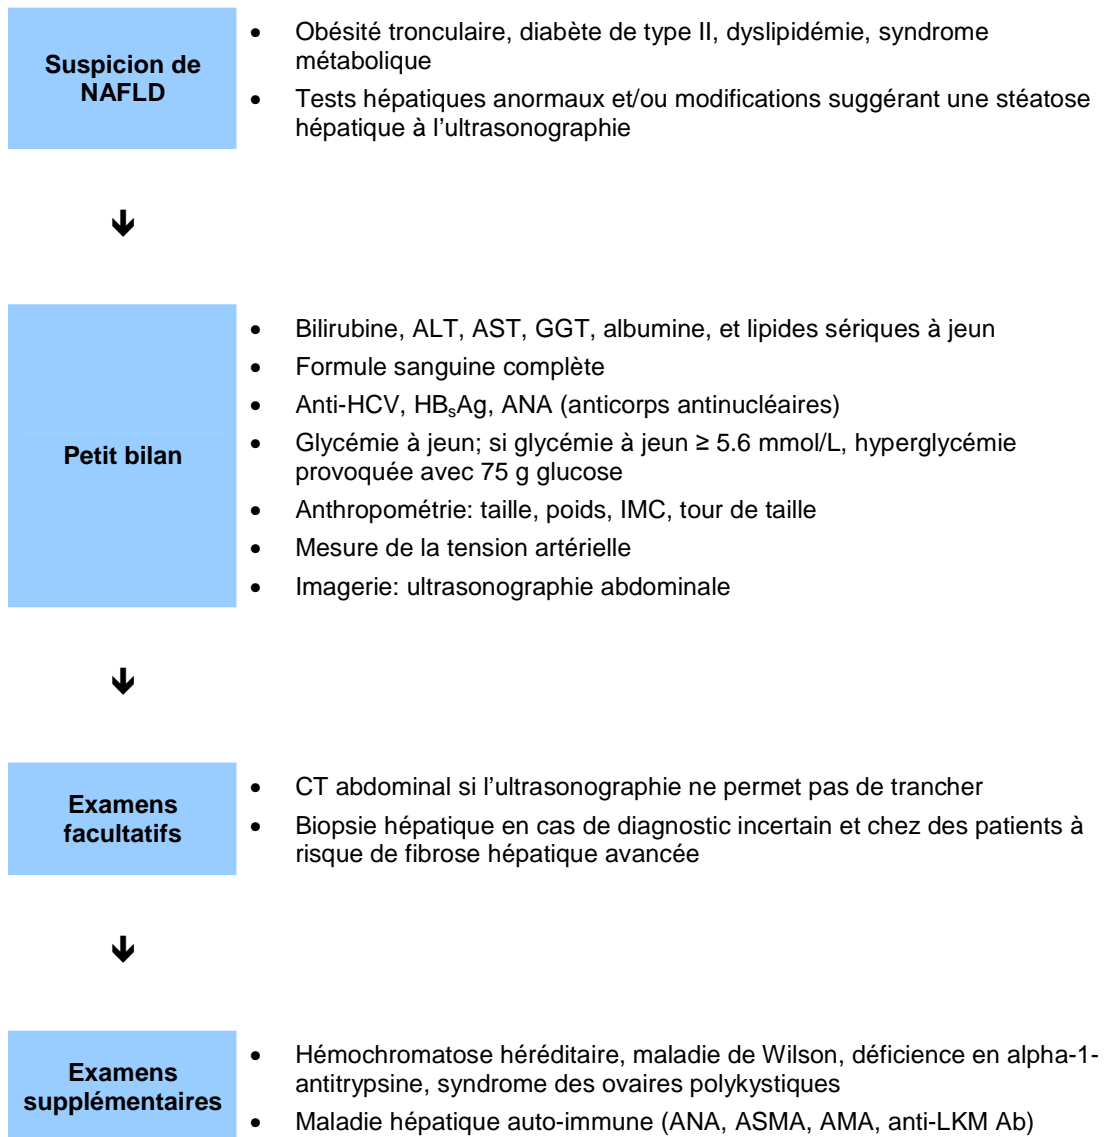 Suspicion de
NAFLD
• Obésité tronculaire, diabète de type II, dyslipidémie, syndrome
métabolique
• Tests hépatiques anormaux et/ou modifications suggérant une stéatose
hépatique à l’ultrasonographie
Petit bilan
• Bilirubine, ALT, AST, GGT, albumine, et lipides sériques à jeun
• Formule sanguine complète
• Anti-HCV, HBsAg, ANA (anticorps antinucléaires)
• Glycémie à jeun; si glycémie à jeun ≥ 5.6 mmol/L, hyperglycémie
provoquée avec 75 g glucose
• Anthropométrie: taille, poids, IMC, tour de taille
• Mesure de la tension artérielle
• Imagerie: ultrasonographie abdominale
Examens
facultatifs
• CT abdominal si l’ultrasonographie ne permet pas de trancher
• Biopsie hépatique en cas de diagnostic incertain et chez des patients à
risque de fibrose hépatique avancée
Examens
supplémentaires
• Hémochromatose héréditaire, maladie de Wilson, déficience en alpha-1-
antitrypsine, syndrome des ovaires polykystiques
• Maladie hépatique auto-immune (ANA, ASMA, AMA, anti-LKM Ab)